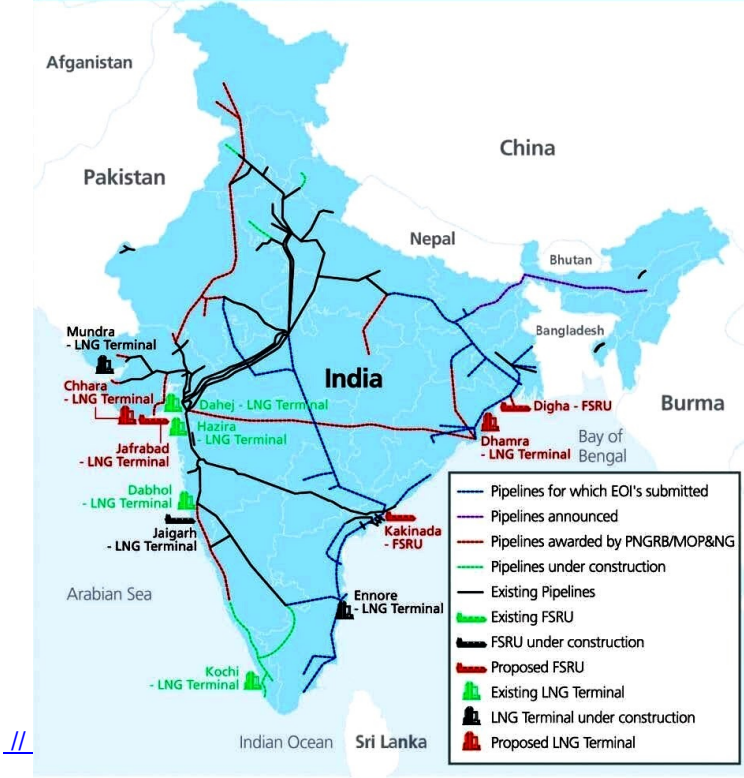 Afganistan
China
Pakistan
Nepal
Bhutan
Bangladesh
Mundra
- LNG Terminal
India
Chhara
- LNG Terminal
Dahej - LNG Terminal
Burma
Digha - FSRU
Hazira
- LNG Terminal
Jafrabad
- LNG Terminal
Dhamra
- LNG Terminal
Bay of
Bengal
Dabhol
- LNG Terminal
Jaigarh
- LNG Terminal
Kakinada
- FSRU
Arabian Sea
Ennore
- LNG Terminal
Kochi
- LNG Terminal
Indian Ocean
Sri Lanka
Pipelines for which EOI's submitted
Pipelines announced
Pipelines awarded by PNGRB/MOP&NG
Pipelines under construction
Existing Pipelines
Existing FSRU
FSRU under construction
Proposed FSRU
Existing LNG Terminal
LNG Terminal under construction
Proposed LNG Terminal
//